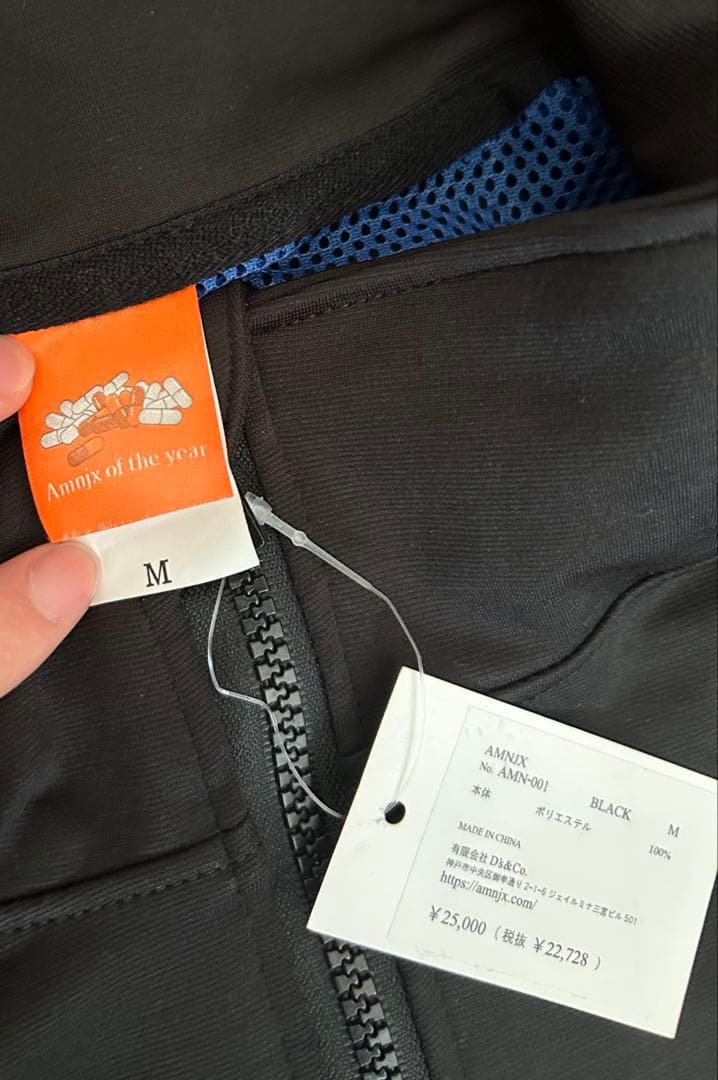 Amnjx of the year
M
AMNJX
No. AMN-001 BLACK M
本体 ポリエステル 100%
MADE IN CHINA
有限会社D's&Co.
神戸市中央区御幸通り2-1-6 ジェイルミナ三宮ビル 501
https://amnjx.com/
￥25,000（税抜 ￥22,728 ）